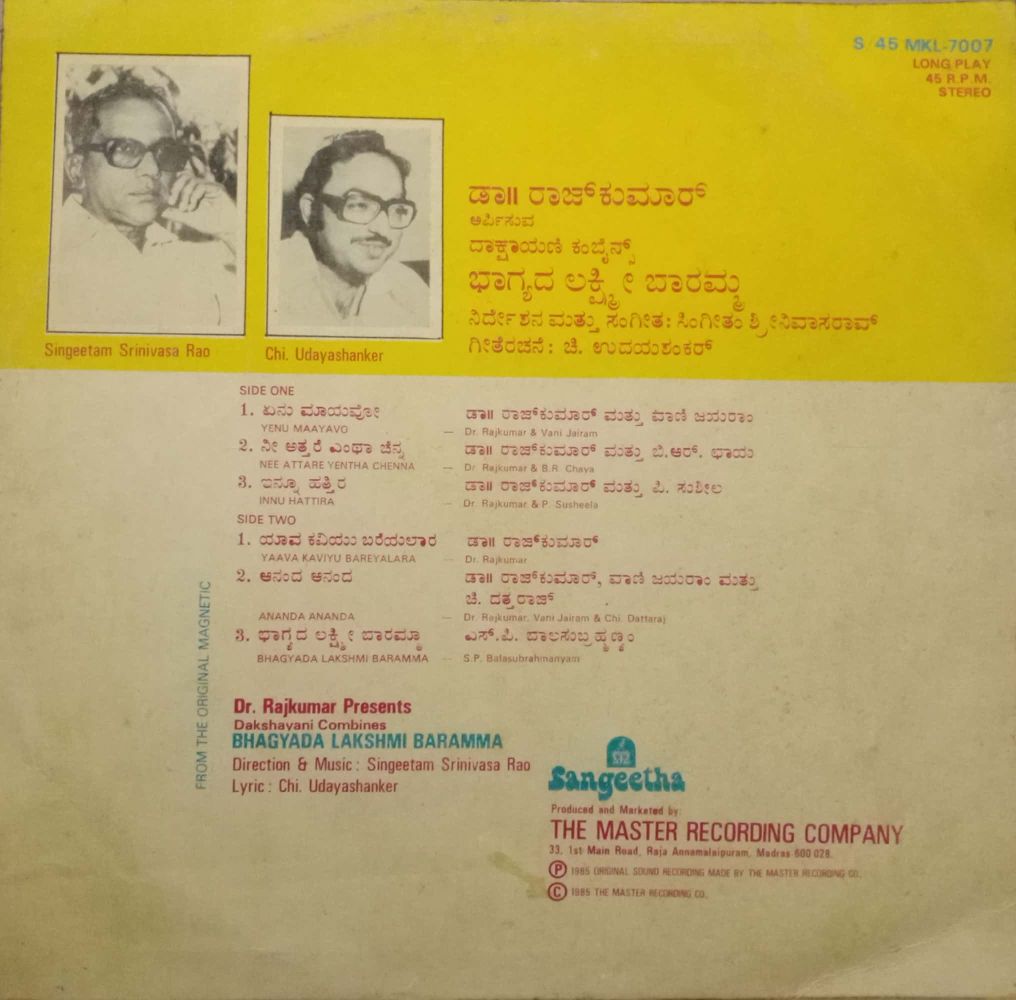 S/45 MKL-7007
LONG PLAY
45 R.P.M.
STEREO
ಡಾ॥ ರಾಜ್‌ಕುಮಾರ್
ಅರ್ಪಿಸುವ
ದಾಕ್ಷಾಯಣಿ ಕಂಬೈನ್ಸ್
ಭಾಗ್ಯದ ಲಕ್ಷ್ಮೀ ಬಾರಮ್ಮ
ನಿರ್ದೇಶನ ಮತ್ತು ಸಂಗೀತ: ಸಿಂಗೀತಂ ಶ್ರೀನಿವಾಸರಾವ್
ಗೀತೆರಚನೆ: ಚಿ. ಉದಯಶಂಕರ್
Singeetam Srinivasa Rao
Chi. Udayashanker
SIDE ONE
1. ಏನು ಮಾಯವೋ ಡಾ॥ ರಾಜ್‌ಕುಮಾರ್ ಮತ್ತು ವಾಣಿ ಜಯರಾಂ
YENU MAAYAVO — Dr. Rajkumar & Vani Jairam
2. ನೀ ಅತ್ತರೆ ಎಂಥಾ ಚೆನ್ನ ಡಾ॥ ರಾಜ್‌ಕುಮಾರ್ ಮತ್ತು ಬಿ.ಆರ್. ಛಾಯ
NEE ATTARE YENTHA CHENNA — Dr Rajkumar & B.R. Chaya
3. ಇನ್ನೂ ಹತ್ತಿರ ಡಾ॥ ರಾಜ್‌ಕುಮಾರ್ ಮತ್ತು ಪಿ. ಸುಶೀಲ
INNU HATTIRA — Dr. Rajkumar & P. Susheela
SIDE TWO
1. ಯಾವ ಕವಿಯು ಬರೆಯಲಾರ ಡಾ॥ ರಾಜ್‌ಕುಮಾರ್
YAAVA KAVIYU BAREYALARA — Dr. Rajkumar
2. ಆನಂದ ಆನಂದ ಡಾ॥ ರಾಜ್‌ಕುಮಾರ್, ವಾಣಿ ಜಯರಾಂ ಮತ್ತು
ಚಿ. ದತ್ತರಾಜ್
ANANDA ANANDA — Dr. Rajkumar, Vani Jairam & Chi. Dattaraj
3. ಭಾಗ್ಯದ ಲಕ್ಷ್ಮೀ ಬಾರಮ್ಮಾ ಎಸ್.ಪಿ. ಬಾಲಸಂಬ್ರಹ್ಮಣ್ಯಂ
BHAGYADA LAKSHMI BARAMMA — S.P. Balasubrahmanyam
FROM THE ORIGINAL MAGNETIC
Dr. Rajkumar Presents
Dakshayani Combines
BHAGYADA LAKSHMI BARAMMA
Direction & Music : Singeetam Srinivasa Rao
Lyric : Chi. Udayashanker
Sangeetha
Produced and Marketed by:
THE MASTER RECORDING COMPANY
33, 1st Main Road, Raja Annamalaipuram, Madras-600 028.
Ⓟ 1985 ORIGINAL SOUND RECORDING MADE BY THE MASTER RECORDING CO.
© 1985 THE MASTER RECORDING CO.